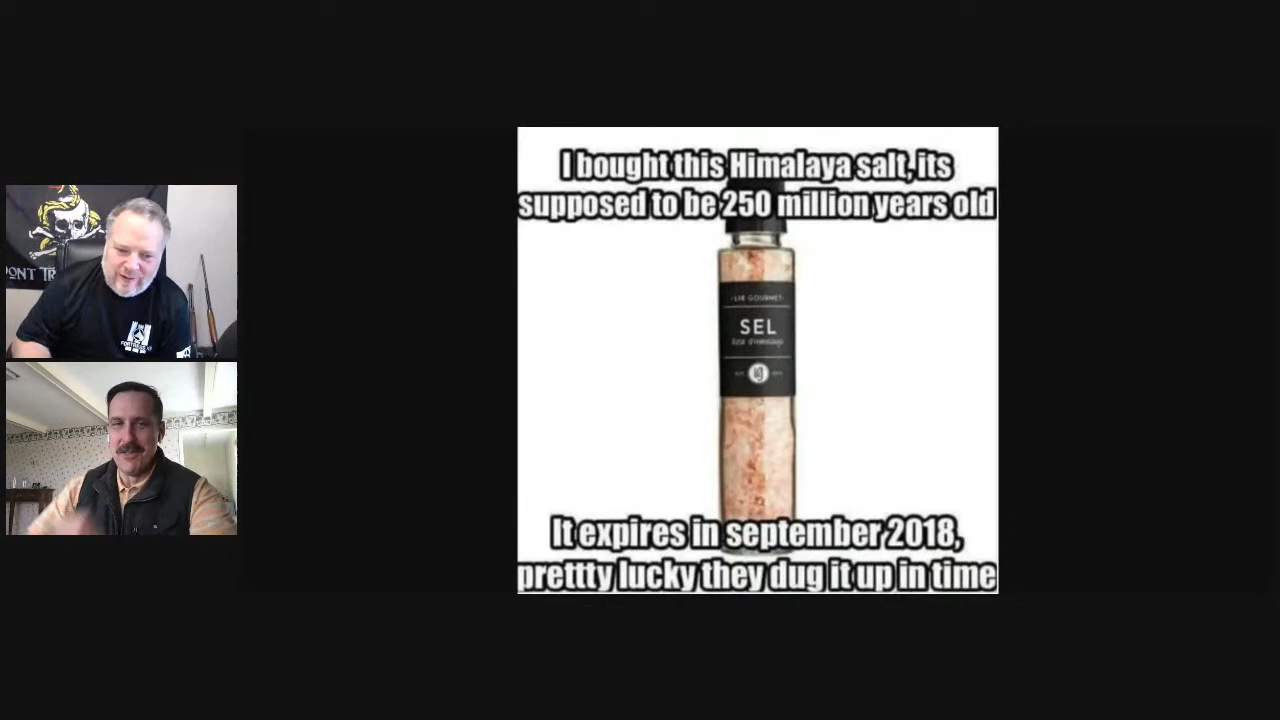 I bought this Himalaya salt, its
supposed to be 250 million years old
SEL
It expires in september 2018,
prettty lucky they dug it up in time